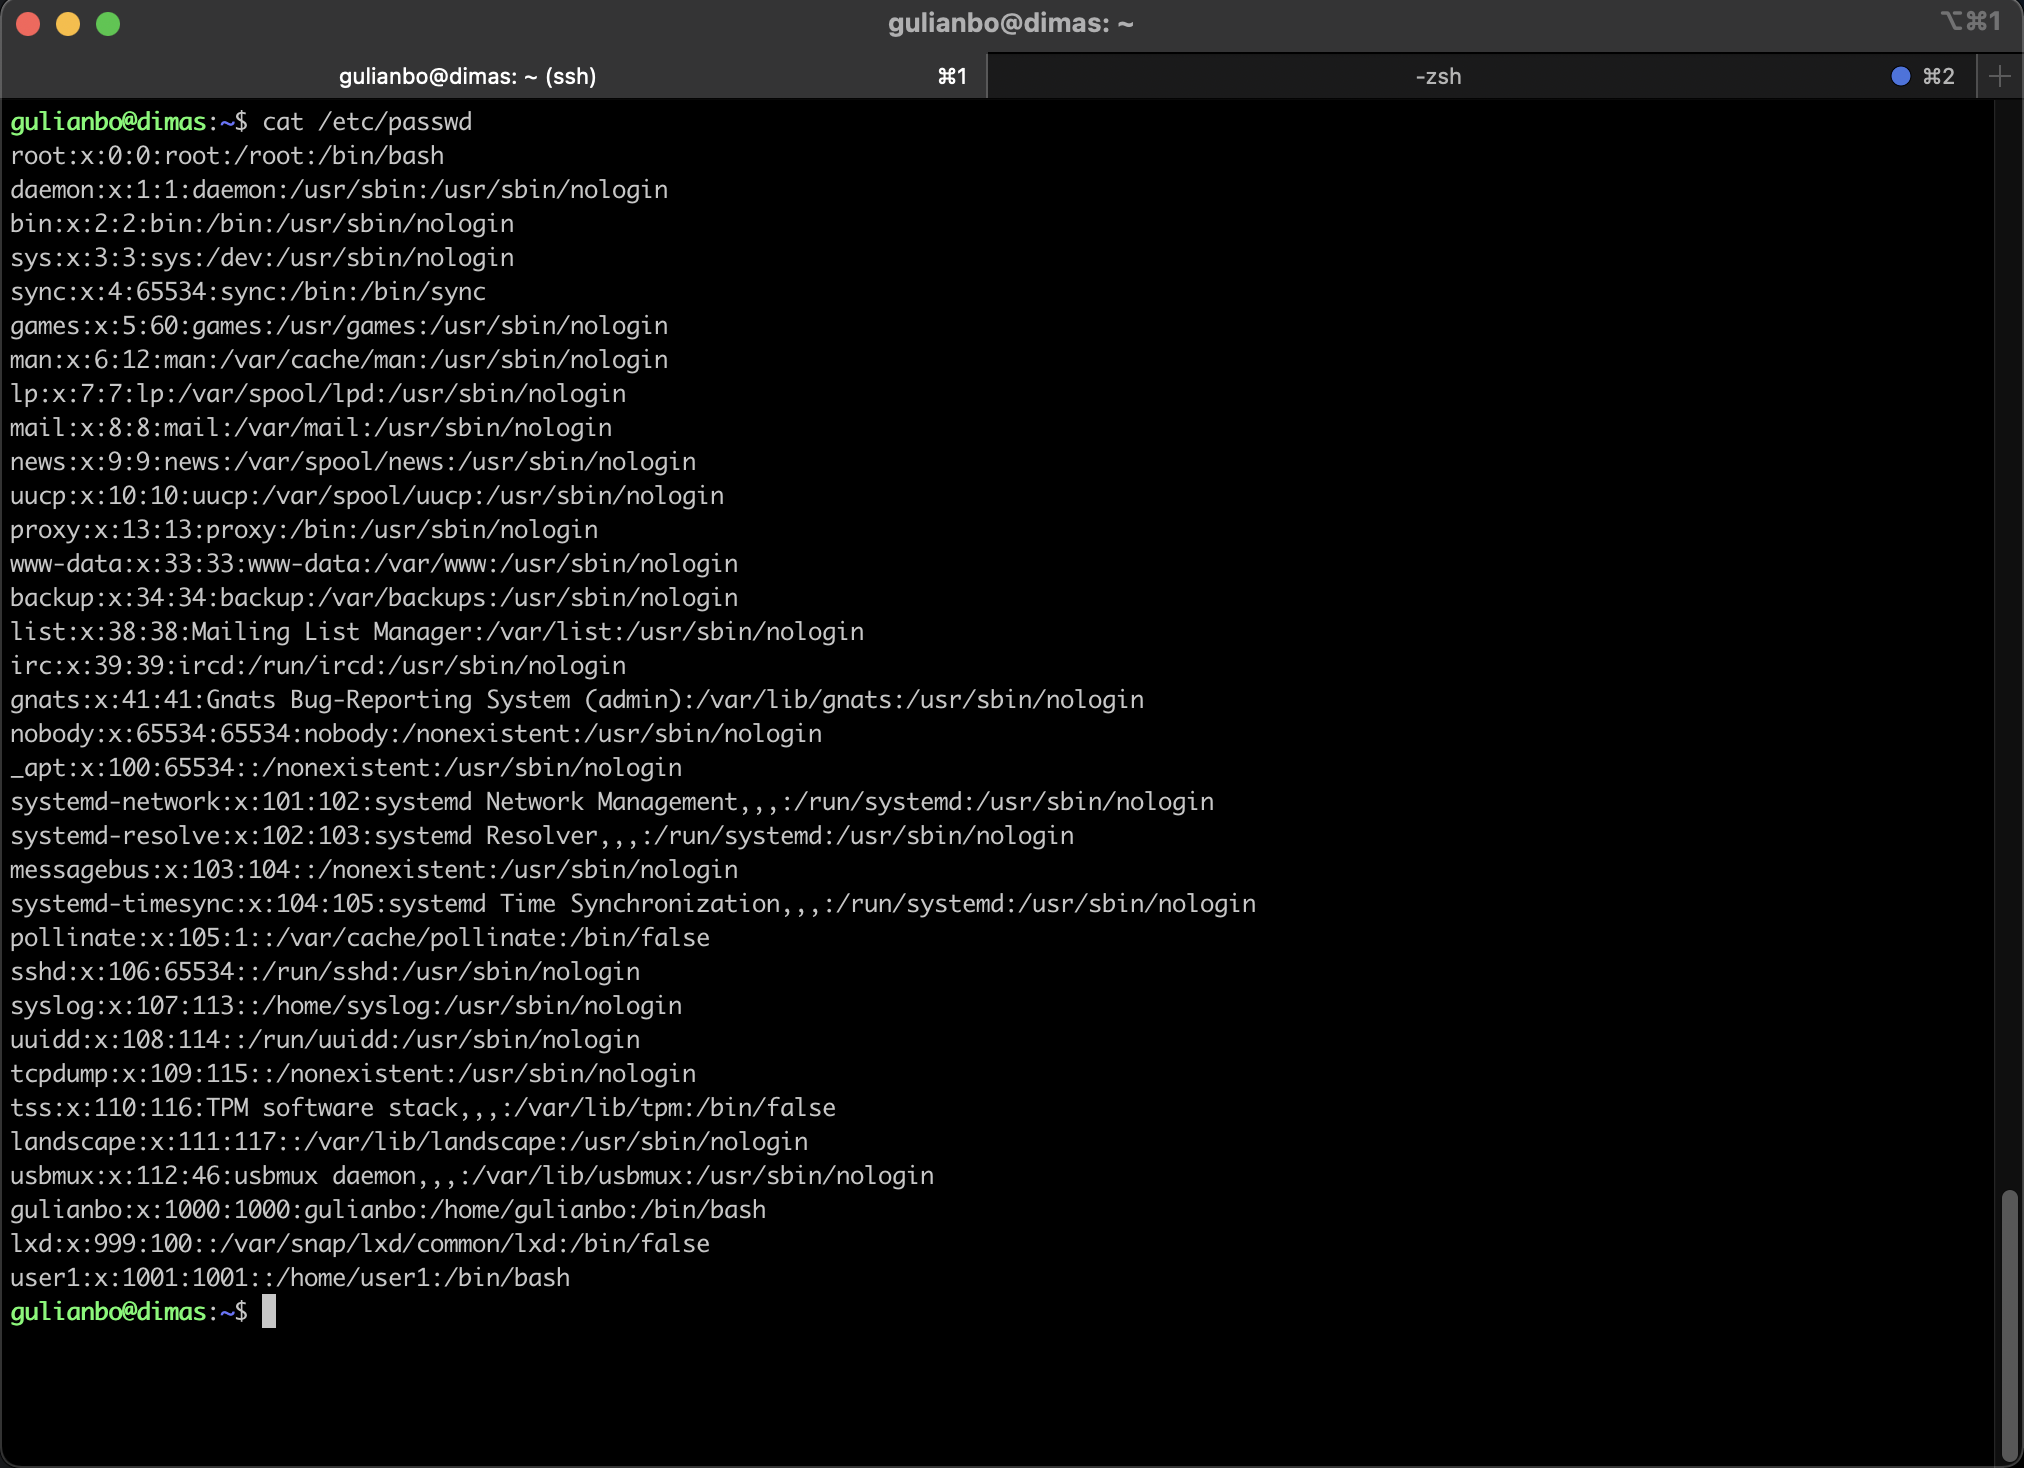 gulianbo@dimas: ~
⌥⌘1
gulianbo@dimas: ~ (ssh) ⌘1
-zsh ⌘2
gulianbo@dimas:~$ cat /etc/passwd
root:x:0:0:root:/root:/bin/bash
daemon:x:1:1:daemon:/usr/sbin:/usr/sbin/nologin
bin:x:2:2:bin:/bin:/usr/sbin/nologin
sys:x:3:3:sys:/dev:/usr/sbin/nologin
sync:x:4:65534:sync:/bin:/bin/sync
games:x:5:60:games:/usr/games:/usr/sbin/nologin
man:x:6:12:man:/var/cache/man:/usr/sbin/nologin
lp:x:7:7:lp:/var/spool/lpd:/usr/sbin/nologin
mail:x:8:8:mail:/var/mail:/usr/sbin/nologin
news:x:9:9:news:/var/spool/news:/usr/sbin/nologin
uucp:x:10:10:uucp:/var/spool/uucp:/usr/sbin/nologin
proxy:x:13:13:proxy:/bin:/usr/sbin/nologin
www-data:x:33:33:www-data:/var/www:/usr/sbin/nologin
backup:x:34:34:backup:/var/backups:/usr/sbin/nologin
list:x:38:38:Mailing List Manager:/var/list:/usr/sbin/nologin
irc:x:39:39:ircd:/run/ircd:/usr/sbin/nologin
gnats:x:41:41:Gnats Bug-Reporting System (admin):/var/lib/gnats:/usr/sbin/nologin
nobody:x:65534:65534:nobody:/nonexistent:/usr/sbin/nologin
_apt:x:100:65534::/nonexistent:/usr/sbin/nologin
systemd-network:x:101:102:systemd Network Management,,,:/run/systemd:/usr/sbin/nologin
systemd-resolve:x:102:103:systemd Resolver,,,:/run/systemd:/usr/sbin/nologin
messagebus:x:103:104::/nonexistent:/usr/sbin/nologin
systemd-timesync:x:104:105:systemd Time Synchronization,,,:/run/systemd:/usr/sbin/nologin
pollinate:x:105:1::/var/cache/pollinate:/bin/false
sshd:x:106:65534::/run/sshd:/usr/sbin/nologin
syslog:x:107:113::/home/syslog:/usr/sbin/nologin
uuidd:x:108:114::/run/uuidd:/usr/sbin/nologin
tcpdump:x:109:115::/nonexistent:/usr/sbin/nologin
tss:x:110:116:TPM software stack,,,:/var/lib/tpm:/bin/false
landscape:x:111:117::/var/lib/landscape:/usr/sbin/nologin
usbmux:x:112:46:usbmux daemon,,,:/var/lib/usbmux:/usr/sbin/nologin
gulianbo:x:1000:1000:gulianbo:/home/gulianbo:/bin/bash
lxd:x:999:100::/var/snap/lxd/common/lxd:/bin/false
user1:x:1001:1001::/home/user1:/bin/bash
gulianbo@dimas:~$